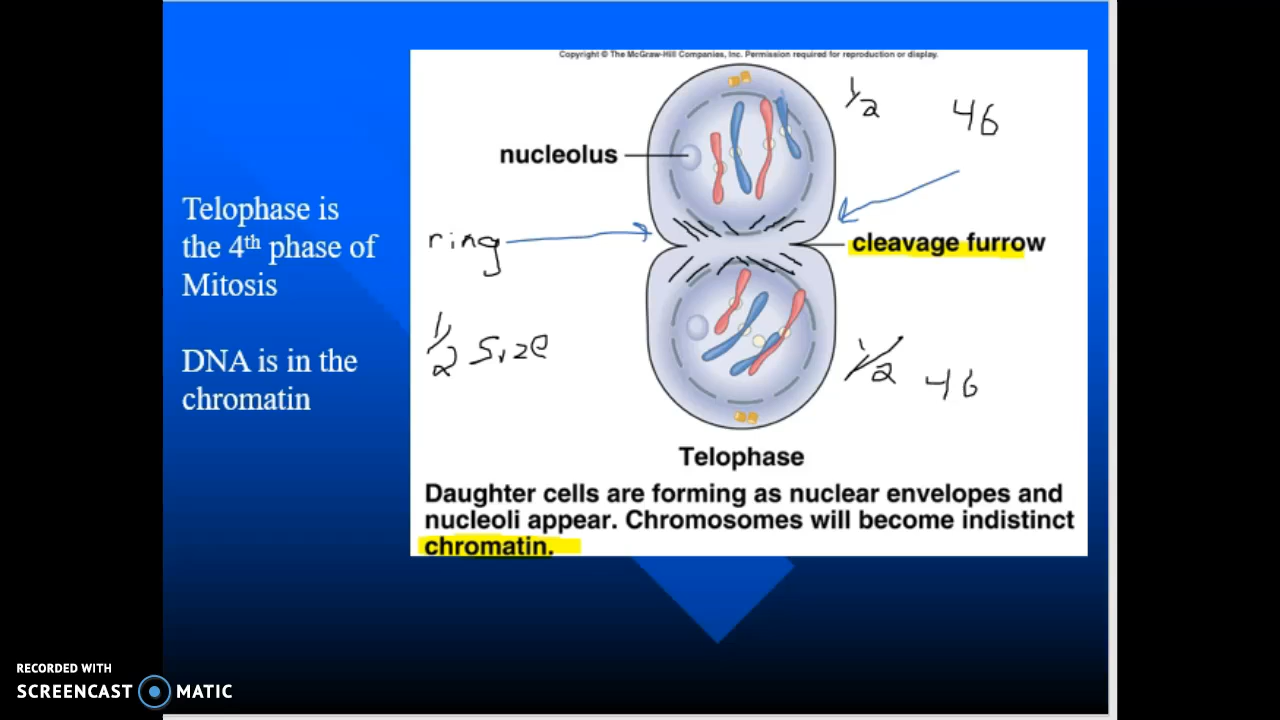 Copyright © The McGraw-Hill Companies, Inc. Permission required for reproduction or display.
1/2
46
nucleolus
Telophase is
the 4th phase of
Mitosis
ring
cleavage furrow
DNA is in the
chromatin
1/2 Size
1/2 46
Telophase
Daughter cells are forming as nuclear envelopes and
nucleoli appear. Chromosomes will become indistinct
chromatin.
RECORDED WITH
SCREENCAST MATIC